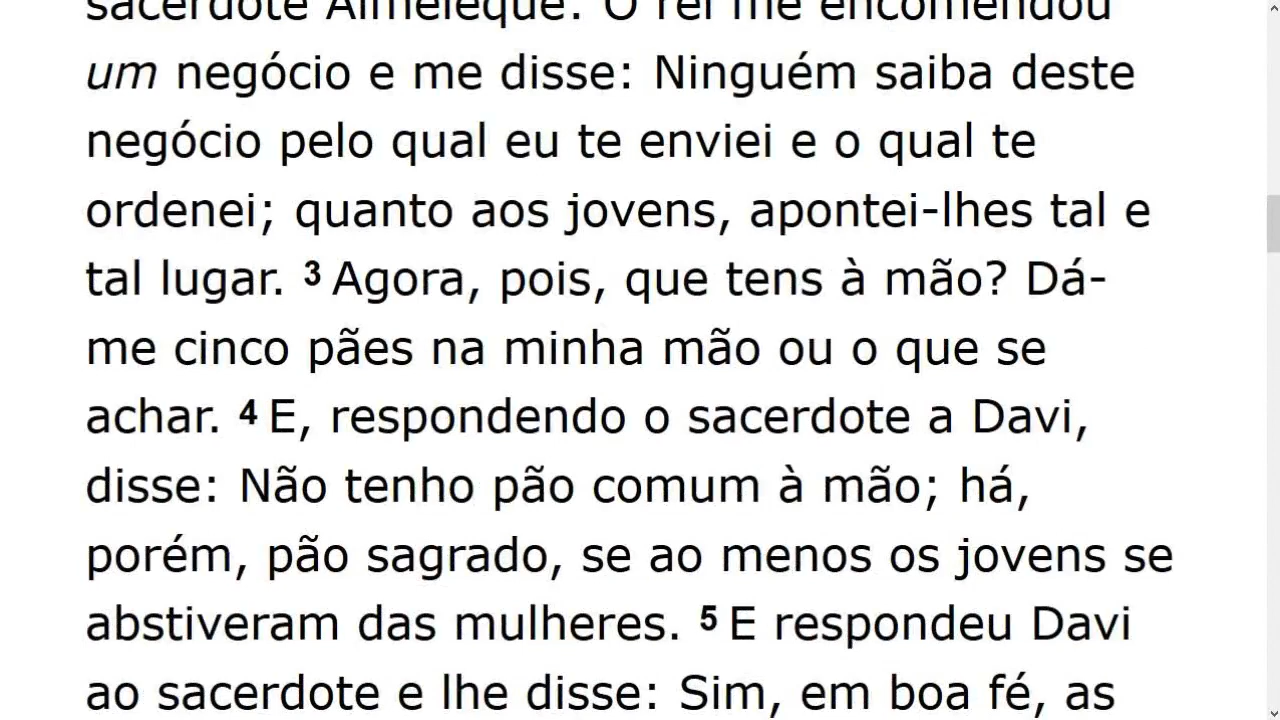 sacerdote Aimeleque: O rei me encomendou
um negócio e me disse: Ninguém saiba deste
negócio pelo qual eu te enviei e o qual te
ordenei; quanto aos jovens, apontei-lhes tal e
tal lugar. 3 Agora, pois, que tens à mão? Dá-
me cinco pães na minha mão ou o que se
achar. 4 E, respondendo o sacerdote a Davi,
disse: Não tenho pão comum à mão; há,
porém, pão sagrado, se ao menos os jovens se
abstiveram das mulheres. 5 E respondeu Davi
ao sacerdote e lhe disse: Sim, em boa fé, as